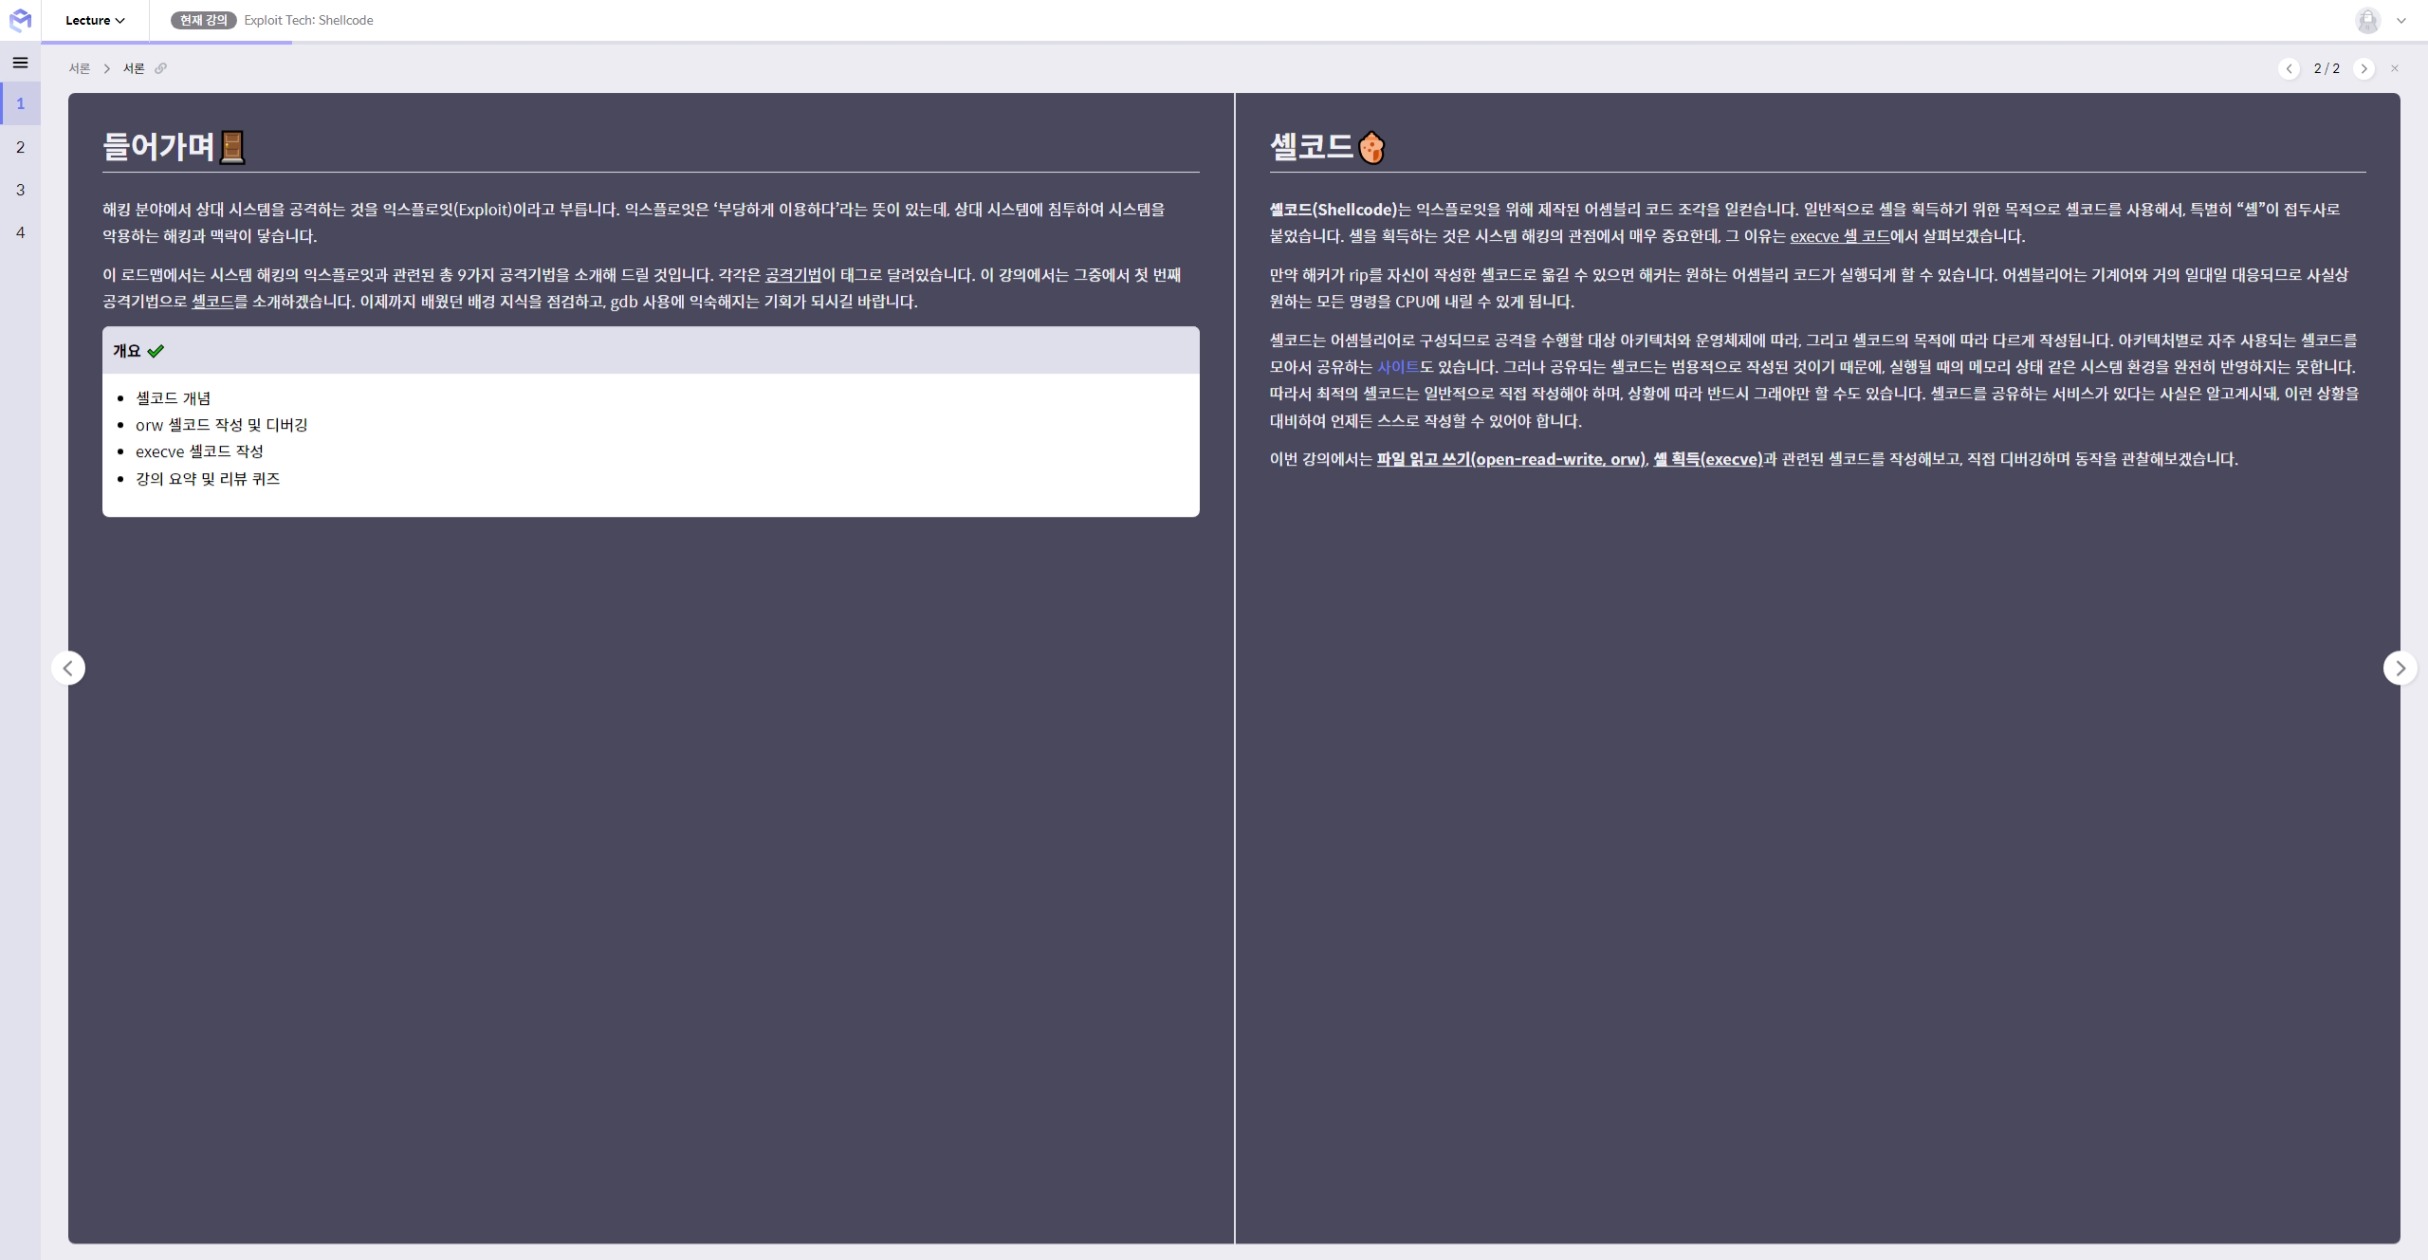 Lecture
현재 강의 Exploit Tech: Shellcode
서론 > 서론
2 / 2
1
2
3
4
들어가며
해킹 분야에서 상대 시스템을 공격하는 것을 익스플로잇(Exploit)이라고 부릅니다. 익스플로잇은 ‘부당하게 이용하다’라는 뜻이 있는데, 상대 시스템에 침투하여 시스템을
악용하는 해킹과 맥락이 닿습니다.
이 로드맵에서는 시스템 해킹의 익스플로잇과 관련된 총 9가지 공격기법을 소개해 드릴 것입니다. 각각은 공격기법이 태그로 달려있습니다. 이 강의에서는 그중에서 첫 번째
공격기법으로 셸코드를 소개하겠습니다. 이제까지 배웠던 배경 지식을 점검하고, gdb 사용에 익숙해지는 기회가 되시길 바랍니다.
개요 ✔
• 셸코드 개념
• orw 셸코드 작성 및 디버깅
• execve 셸코드 작성
• 강의 요약 및 리뷰 퀴즈
셸코드
셸코드(Shellcode)는 익스플로잇을 위해 제작된 어셈블리 코드 조각을 일컫습니다. 일반적으로 셸을 획득하기 위한 목적으로 셸코드를 사용해서, 특별히 “셸”이 접두사로
붙었습니다. 셸을 획득하는 것은 시스템 해킹의 관점에서 매우 중요한데, 그 이유는 execve 셸 코드에서 살펴보겠습니다.
만약 해커가 rip를 자신이 작성한 셸코드로 옮길 수 있으면 해커는 원하는 어셈블리 코드가 실행되게 할 수 있습니다. 어셈블리어는 기계어와 거의 일대일 대응되므로 사실상
원하는 모든 명령을 CPU에 내릴 수 있게 됩니다.
셸코드는 어셈블리어로 구성되므로 공격을 수행할 대상 아키텍처와 운영체제에 따라, 그리고 셸코드의 목적에 따라 다르게 작성됩니다. 아키텍처별로 자주 사용되는 셸코드를
모아서 공유하는 사이트도 있습니다. 그러나 공유되는 셸코드는 범용적으로 작성된 것이기 때문에, 실행될 때의 메모리 상태 같은 시스템 환경을 완전히 반영하지는 못합니다.
따라서 최적의 셸코드는 일반적으로 직접 작성해야 하며, 상황에 따라 반드시 그래야만 할 수도 있습니다. 셸코드를 공유하는 서비스가 있다는 사실은 알고계시돼, 이런 상황을
대비하여 언제든 스스로 작성할 수 있어야 합니다.
이번 강의에서는 파일 읽고 쓰기(open-read-write, orw), 셸 획득(execve)과 관련된 셸코드를 작성해보고, 직접 디버깅하며 동작을 관찰해보겠습니다.